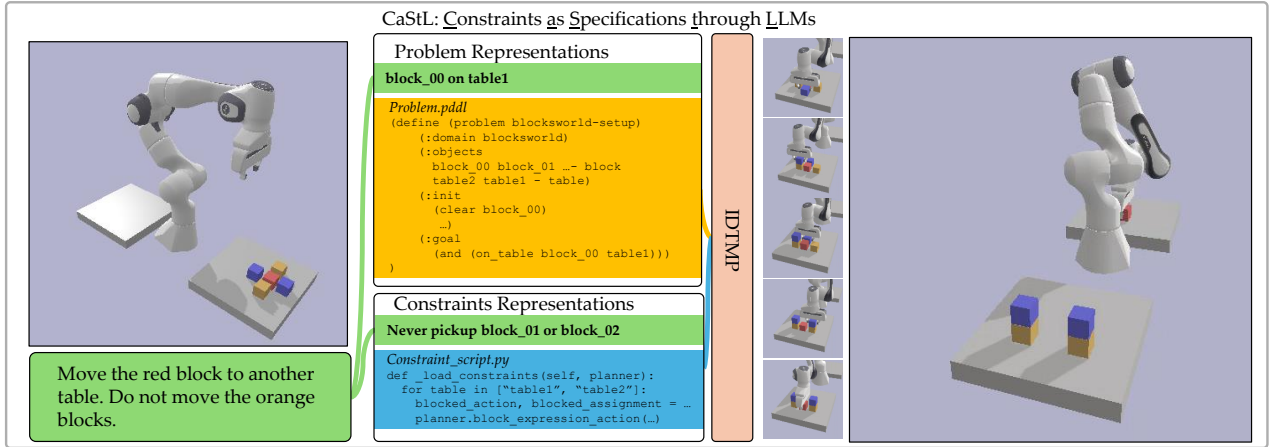 CaStL: Constraints as Specifications through LLMs
Problem Representations
block_00 on table1
Problem.pddl
(define (problem blocksworld-setup)
(:domain blocksworld)
(:objects
block_00 block_01 …- block
table2 table1 - table)
(:init
(clear block_00)
…)
(:goal
(and (on_table block_00 table1)))
)
Constraints Representations
Never pickup block_01 or block_02
Constraint_script.py
def _load_constraints(self, planner):
for table in [“table1”, “table2”]:
blocked_action, blocked_assignment = …
planner.block_expression_action(…)
Move the red block to another
table. Do not move the orange
blocks.
IDTMP